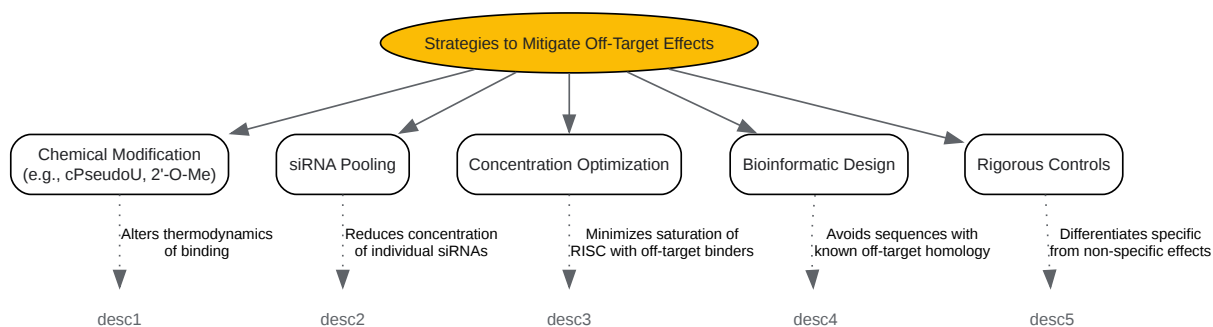 Strategies to Mitigate Off-Target Effects
Chemical Modification
(e.g., cPseudoU, 2'-O-Me)
siRNA Pooling
Concentration Optimization
Bioinformatic Design
Rigorous Controls
Alters thermodynamics
of binding
Reduces concentration
of individual siRNAs
Minimizes saturation of
RISC with off-target binders
Avoids sequences with
known off-target homology
Differentiates specific
from non-specific effects
desc1
desc2
desc3
desc4
desc5